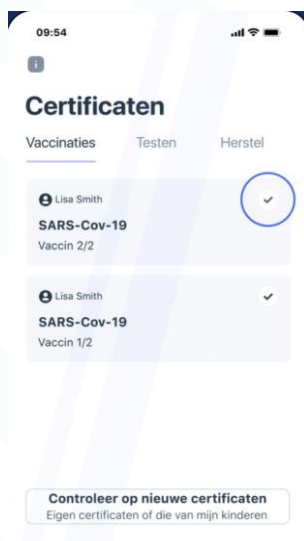 09:54
i
Certificaten
Vaccinaties Testen Herstel
Lisa Smith
SARS-Cov-19
Vaccin 2/2
Lisa Smith
SARS-Cov-19
Vaccin 1/2
Controleer op nieuwe certificaten
Eigen certificaten of die van mijn kinderen